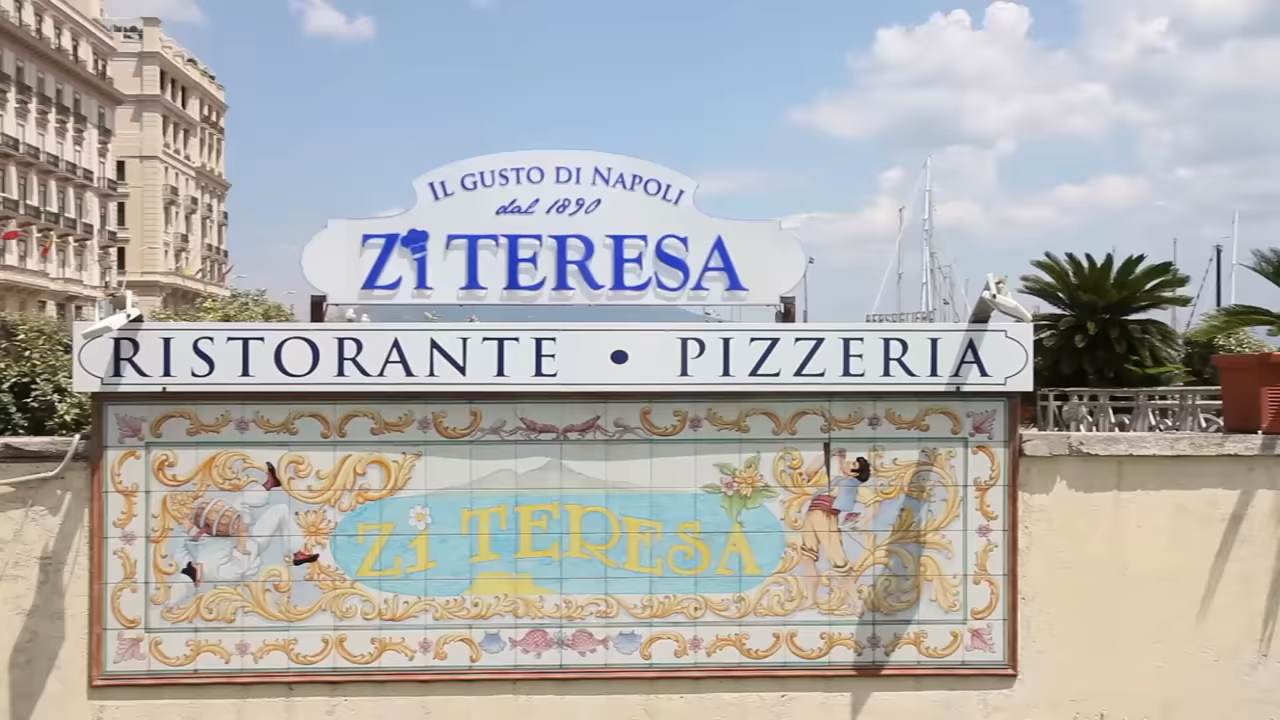 IL GUSTO DI NAPOLI
dal 1890
Zi TERESA
RISTORANTE • PIZZERIA
Zi TERESA